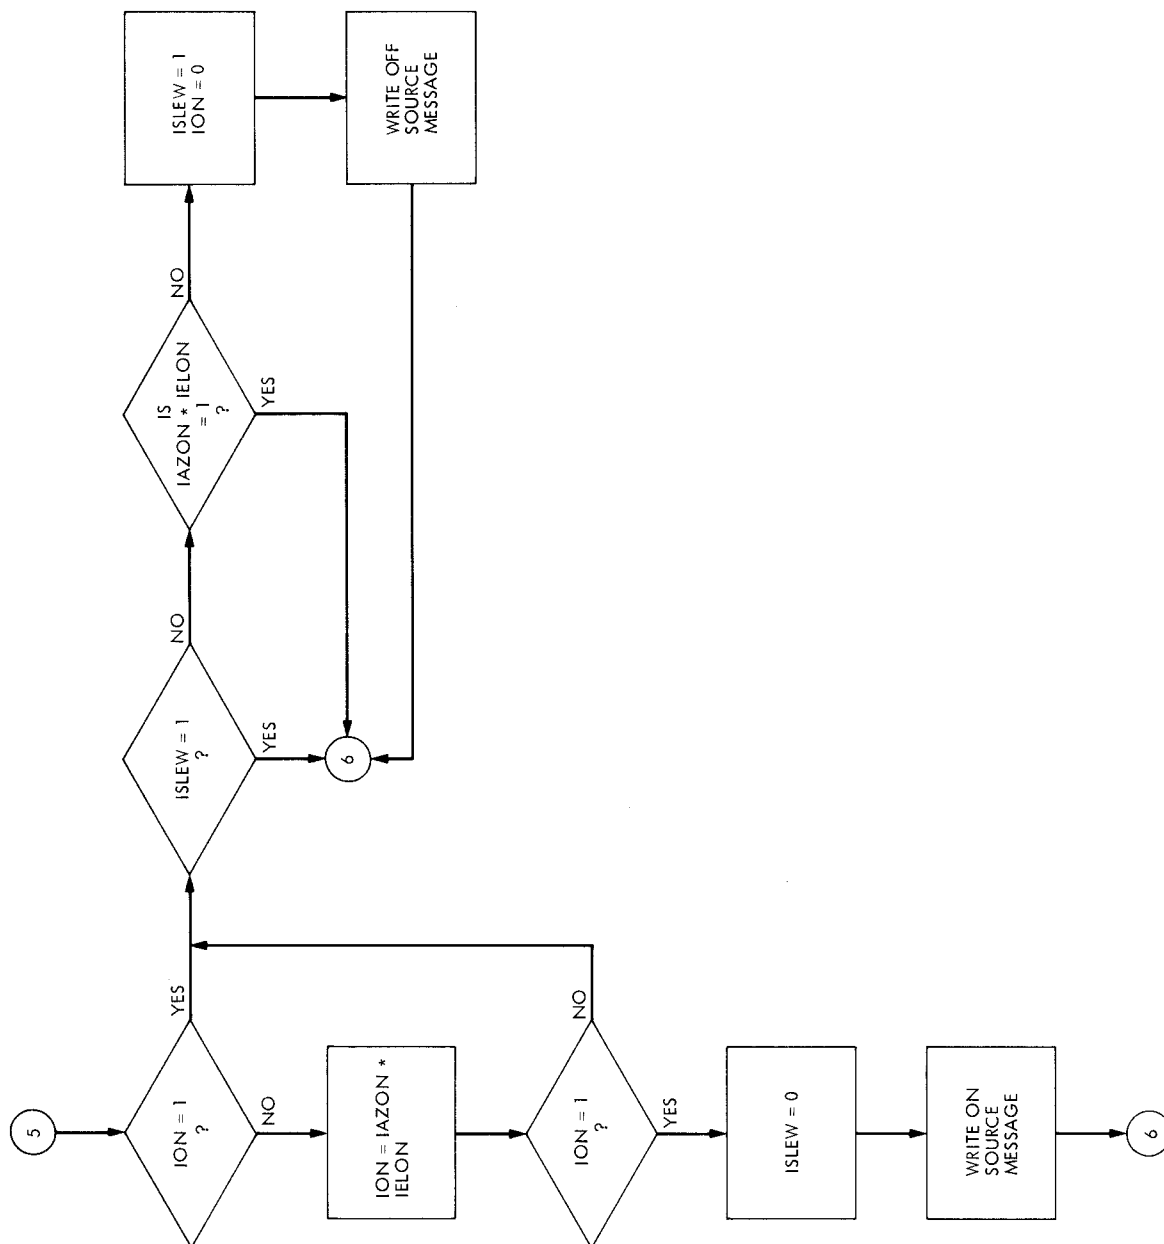 5
ION = 1
?
YES
NO
ION = IAZON *
IELON
ION = 1
?
NO
YES
ISLEW = 0
WRITE ON
SOURCE
MESSAGE
6
ISLEW = 1
?
NO
YES
6
IS
IAZON * IELON
= 1
?
NO
YES
ISLEW = 1
ION = 0
WRITE OFF
SOURCE
MESSAGE